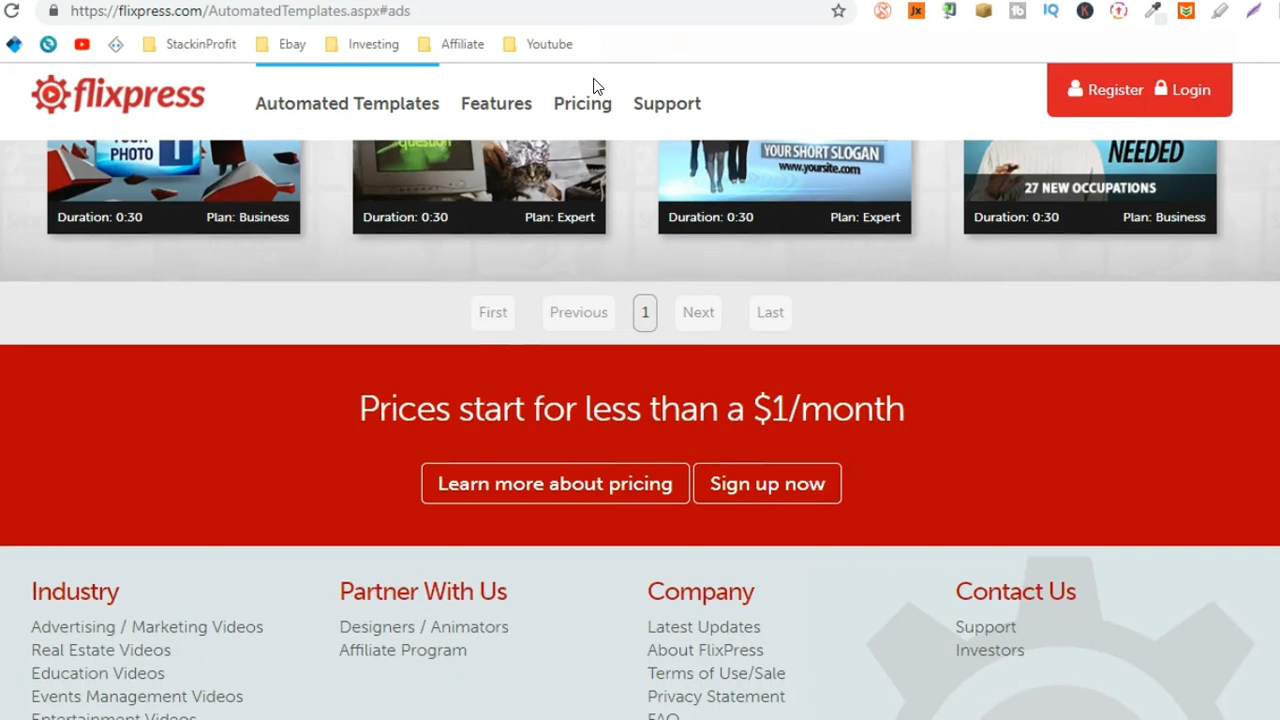 https://flixpress.com/AutomatedTemplates.aspx#ads
StackinProfit Ebay Investing Affiliate Youtube
flixpress Automated Templates Features Pricing Support Register Login
YOUR PHOTO
question
YOUR SHORT SLOGAN
www.yoursite.com
NEEDED
27 NEW OCCUPATIONS
Duration: 0:30 Plan: Business Duration: 0:30 Plan: Expert Duration: 0:30 Plan: Expert Duration: 0:30 Plan: Business
First Previous 1 Next Last
Prices start for less than a $1/month
Learn more about pricing Sign up now
Industry Partner With Us Company Contact Us
Advertising / Marketing Videos Designers / Animators Latest Updates Support
Real Estate Videos Affiliate Program About FlixPress Investors
Education Videos Terms of Use/Sale
Events Management Videos Privacy Statement
Entertainment Videos FAQ